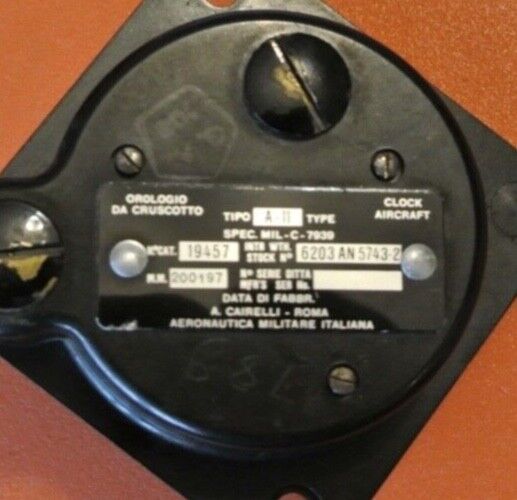 OROLOGIO DA CRUSCOTTO
CLOCK AIRCRAFT
TIPO A-11 TYPE
SPEC. MIL-C-7939
N°CAT. 19457 INTR WTH. STOCK N° 6203 AN 5743-2
M.M. 200197 N° SERIE DITTA MFR'S SER No.
DATA DI FABBR.
A. CAIRELLI - ROMA
AERONAUTICA MILITARE ITALIANA